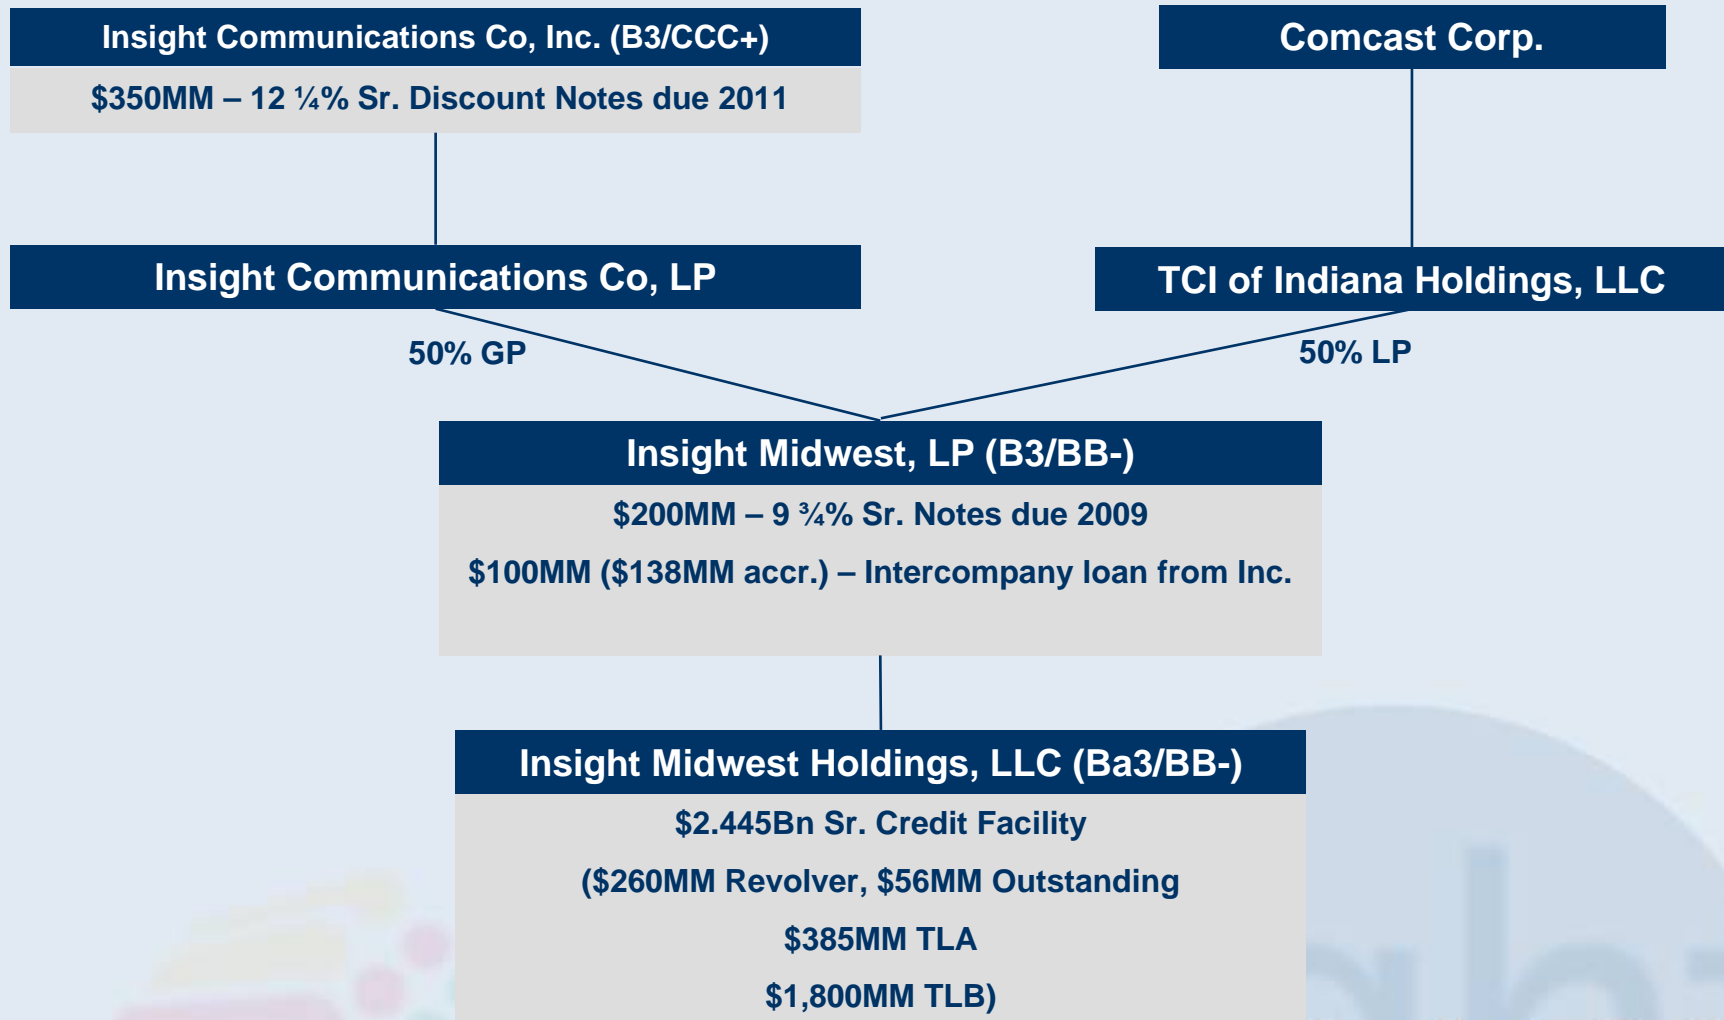 Insight Communications Co, Inc. (B3/CCC+)
$350MM – 12 ¼% Sr. Discount Notes due 2011
Comcast Corp.
Insight Communications Co, LP
TCI of Indiana Holdings, LLC
50% GP
50% LP
Insight Midwest, LP (B3/BB-)
$200MM – 9 ¾% Sr. Notes due 2009
$100MM ($138MM accr.) – Intercompany loan from Inc.
Insight Midwest Holdings, LLC (Ba3/BB-)
$2.445Bn Sr. Credit Facility
($260MM Revolver, $56MM Outstanding
$385MM TLA
$1,800MM TLB)